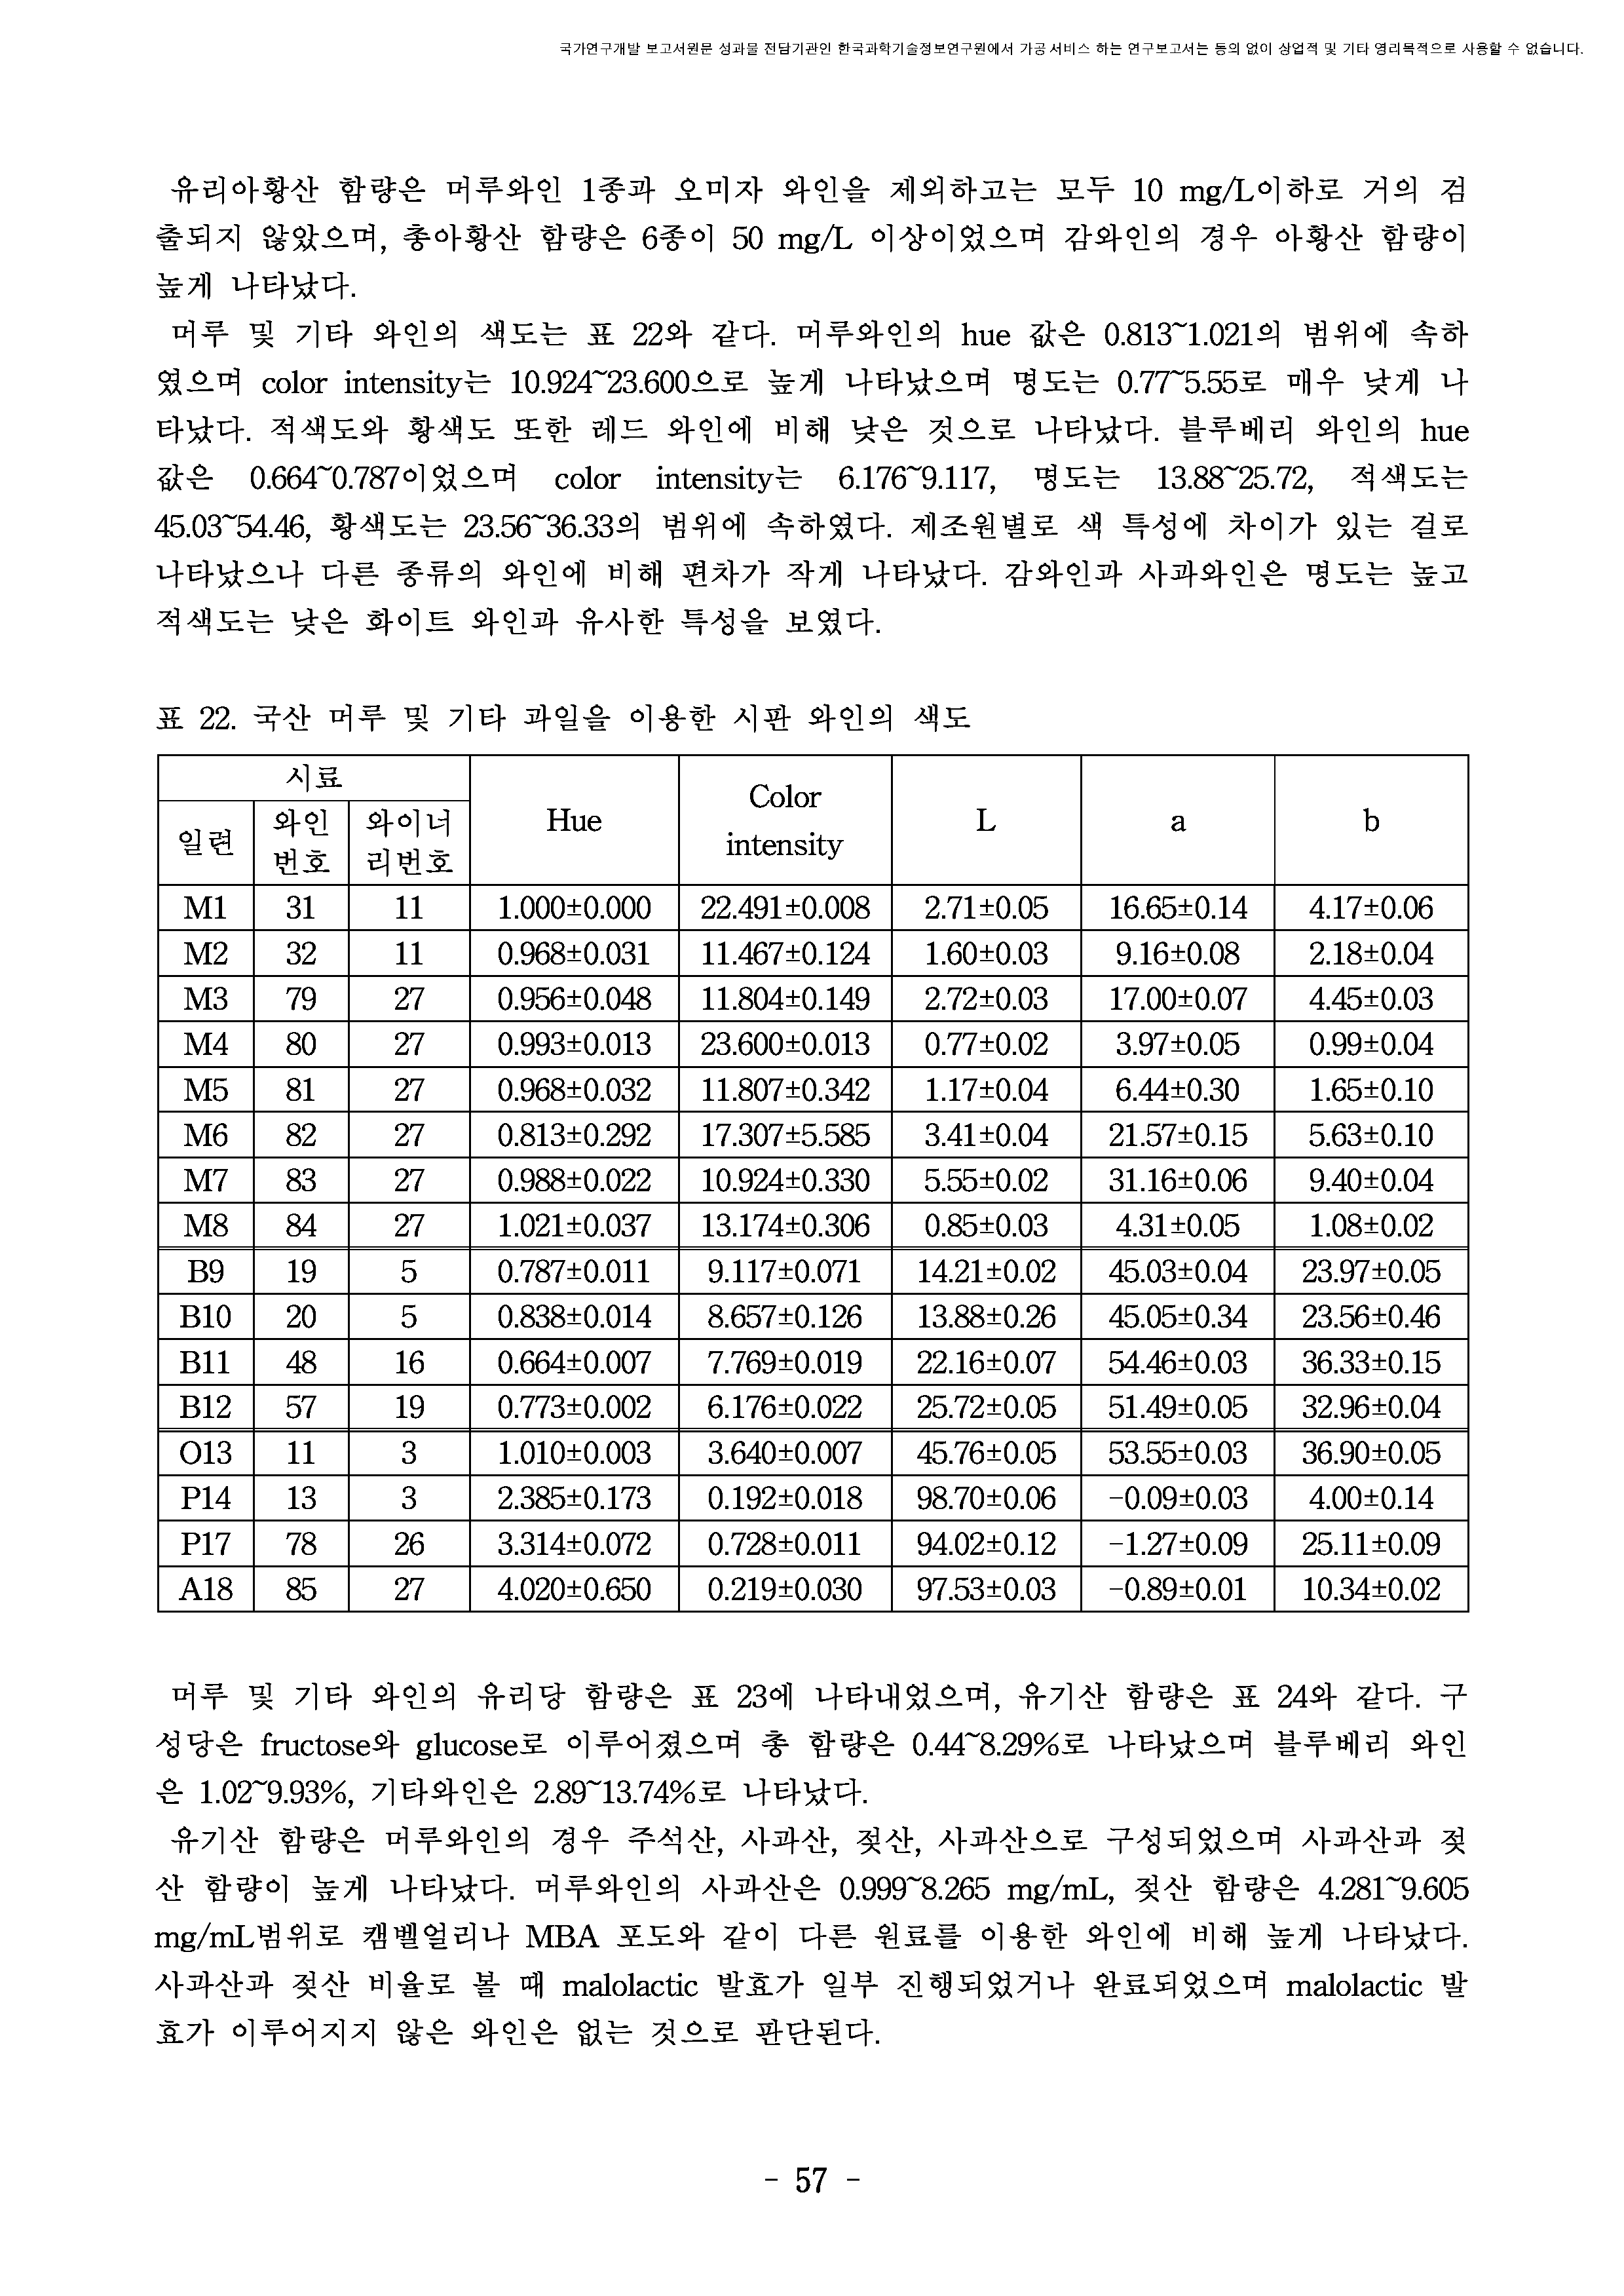 국가연구개발 보고서원문 성과물 전담기관인 한국과학기술정보연구원에서 가공·서비스 하는 연구보고서는 동의 없이 상업적 및 기타 영리목적으로 사용할 수 없습니다.
유리아황산 함량은 머루와인 1종과 오미자 와인을 제외하고는 모두 10 mg/L이하로 거의 검
출되지 않았으며, 총아황산 함량은 6종이 50 mg/L 이상이었으며 감와인의 경우 아황산 함량이
높게 나타났다.
머루 및 기타 와인의 색도는 표 22와 같다. 머루와인의 hue 값은 0.813~1.021의 범위에 속하
였으며 color intensity는 10.924~23.600으로 높게 나타났으며 명도는 0.77~5.55로 매우 낮게 나
타났다. 적색도와 황색도 또한 레드 와인에 비해 낮은 것으로 나타났다. 블루베리 와인의 hue
값은 0.664~0.787이었으며 color intensity는 6.176~9.117, 명도는 13.88~25.72, 적색도는
45.03~54.46, 황색도는 23.56~36.33의 범위에 속하였다. 제조원별로 색 특성에 차이가 있는 걸로
나타났으나 다른 종류의 와인에 비해 편차가 작게 나타났다. 감와인과 사과와인은 명도는 높고
적색도는 낮은 화이트 와인과 유사한 특성을 보였다.
표 22. 국산 머루 및 기타 과일을 이용한 시판 와인의 색도
시료 Hue Color intensity L a b
일련 와인번호 와이너리번호
M1 31 11 1.000±0.000 22.491±0.008 2.71±0.05 16.65±0.14 4.17±0.06
M2 32 11 0.968±0.031 11.467±0.124 1.60±0.03 9.16±0.08 2.18±0.04
M3 79 27 0.956±0.048 11.804±0.149 2.72±0.03 17.00±0.07 4.45±0.03
M4 80 27 0.993±0.013 23.600±0.013 0.77±0.02 3.97±0.05 0.99±0.04
M5 81 27 0.968±0.032 11.807±0.342 1.17±0.04 6.44±0.30 1.65±0.10
M6 82 27 0.813±0.292 17.307±5.585 3.41±0.04 21.57±0.15 5.63±0.10
M7 83 27 0.988±0.022 10.924±0.330 5.55±0.02 31.16±0.06 9.40±0.04
M8 84 27 1.021±0.037 13.174±0.306 0.85±0.03 4.31±0.05 1.08±0.02
B9 19 5 0.787±0.011 9.117±0.071 14.21±0.02 45.03±0.04 23.97±0.05
B10 20 5 0.838±0.014 8.657±0.126 13.88±0.26 45.05±0.34 23.56±0.46
B11 48 16 0.664±0.007 7.769±0.019 22.16±0.07 54.46±0.03 36.33±0.15
B12 57 19 0.773±0.002 6.176±0.022 25.72±0.05 51.49±0.05 32.96±0.04
O13 11 3 1.010±0.003 3.640±0.007 45.76±0.05 53.55±0.03 36.90±0.05
P14 13 3 2.385±0.173 0.192±0.018 98.70±0.06 -0.09±0.03 4.00±0.14
P17 78 26 3.314±0.072 0.728±0.011 94.02±0.12 -1.27±0.09 25.11±0.09
A18 85 27 4.020±0.650 0.219±0.030 97.53±0.03 -0.89±0.01 10.34±0.02
머루 및 기타 와인의 유리당 함량은 표 23에 나타내었으며, 유기산 함량은 표 24와 같다. 구
성당은 fructose와 glucose로 이루어졌으며 총 함량은 0.44~8.29%로 나타났으며 블루베리 와인
은 1.02~9.93%, 기타와인은 2.89~13.74%로 나타났다.
유기산 함량은 머루와인의 경우 주석산, 사과산, 젖산, 사과산으로 구성되었으며 사과산과 젖
산 함량이 높게 나타났다. 머루와인의 사과산은 0.999~8.265 mg/mL, 젖산 함량은 4.281~9.605
mg/mL범위로 캠벨얼리나 MBA 포도와 같이 다른 원료를 이용한 와인에 비해 높게 나타났다.
사과산과 젖산 비율로 볼 때 malolactic 발효가 일부 진행되었거나 완료되었으며 malolactic 발
효가 이루어지지 않은 와인은 없는 것으로 판단된다.
- 57 -